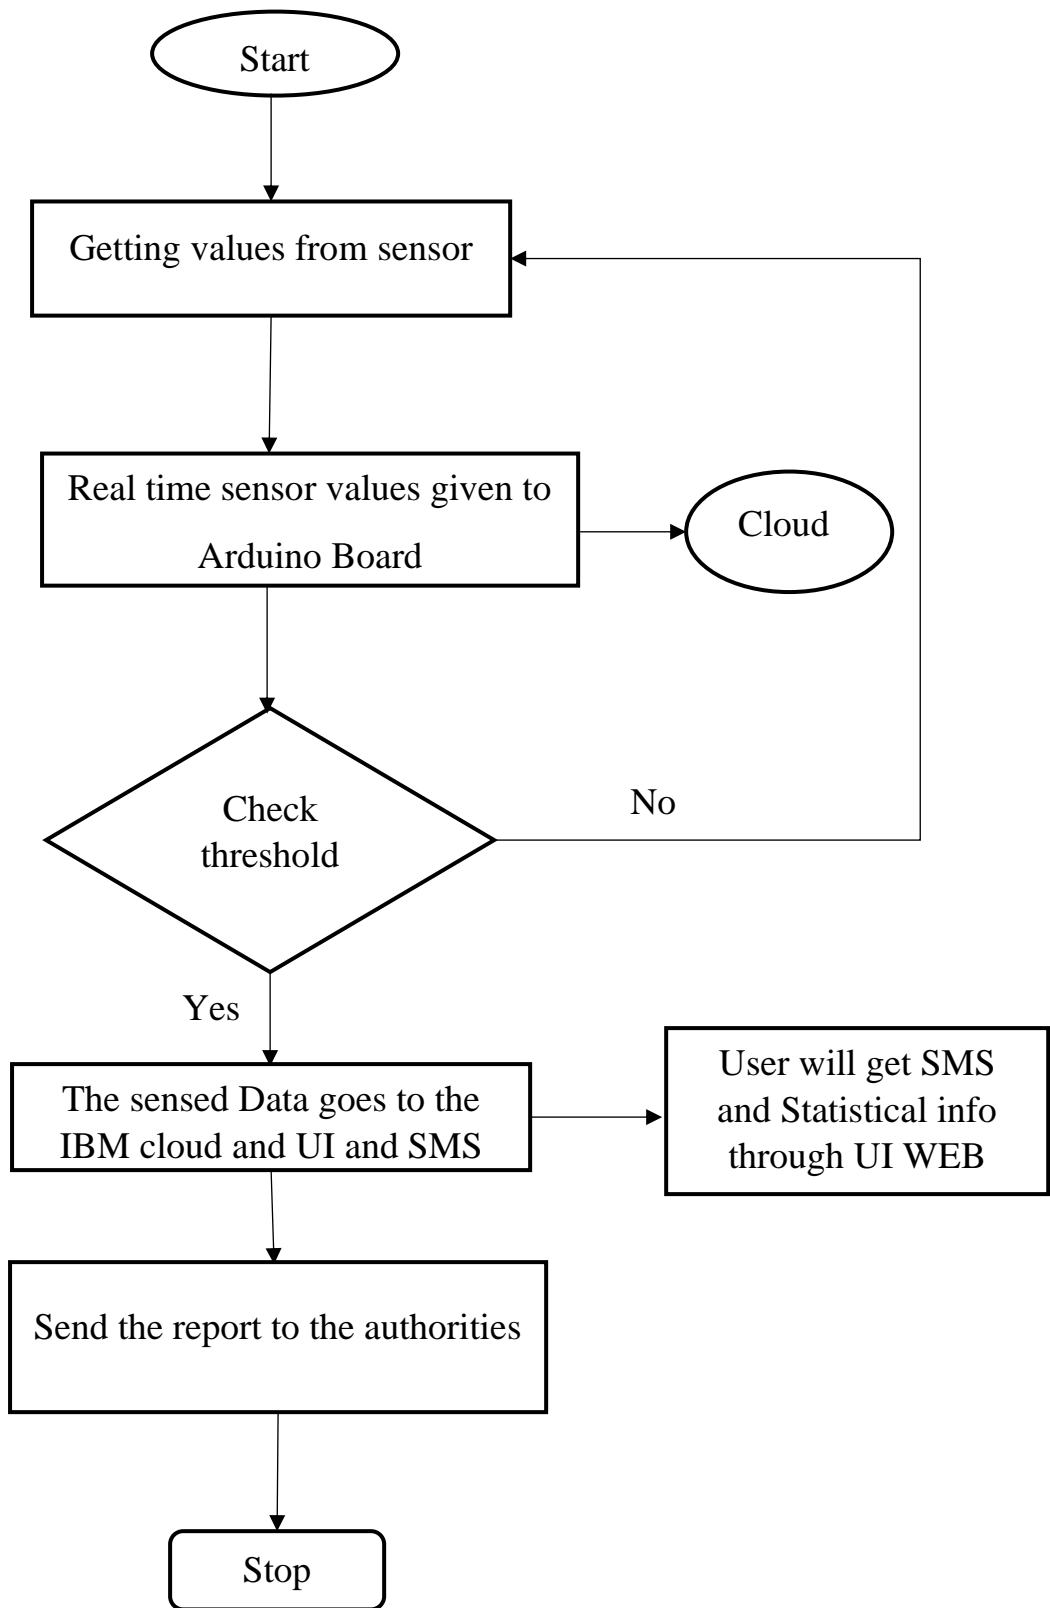 Start
Getting values from sensor
Real time sensor values given to
Arduino Board
Cloud
Check
threshold
No
Yes
The sensed Data goes to the
IBM cloud and UI and SMS
User will get SMS
and Statistical info
through UI WEB
Send the report to the authorities
Stop